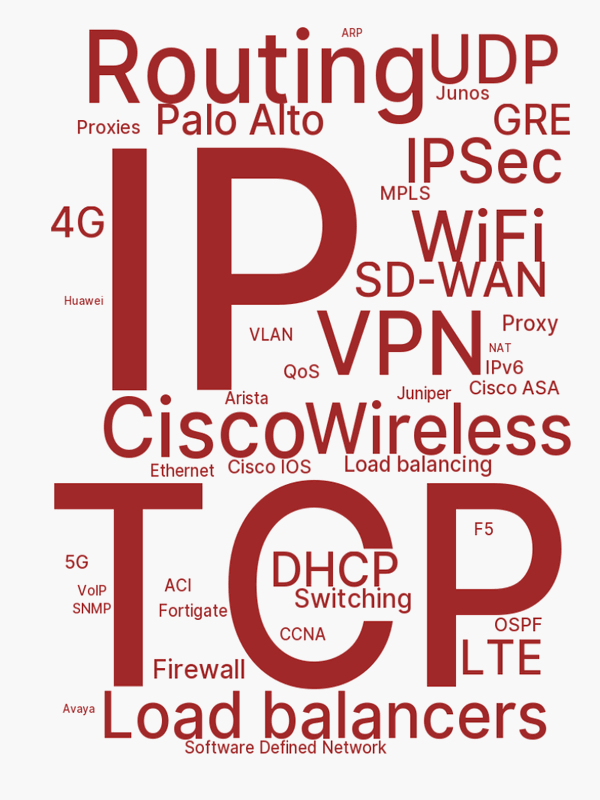 ARP
Routing UDP
Junos
Proxies Palo Alto GRE
IPSec
MPLS
4G IP WiFi
SD-WAN
Huawei
VLAN VPN Proxy
NAT
QoS IPv6
Cisco ASA
Arista Juniper
Cisco Wireless
Ethernet Cisco IOS Load balancing
TCP
F5
5G DHCP
VoIP ACI
SNMP Fortigate Switching
CCNA OSPF
Firewall LTE
Avaya Load balancers
Software Defined Network